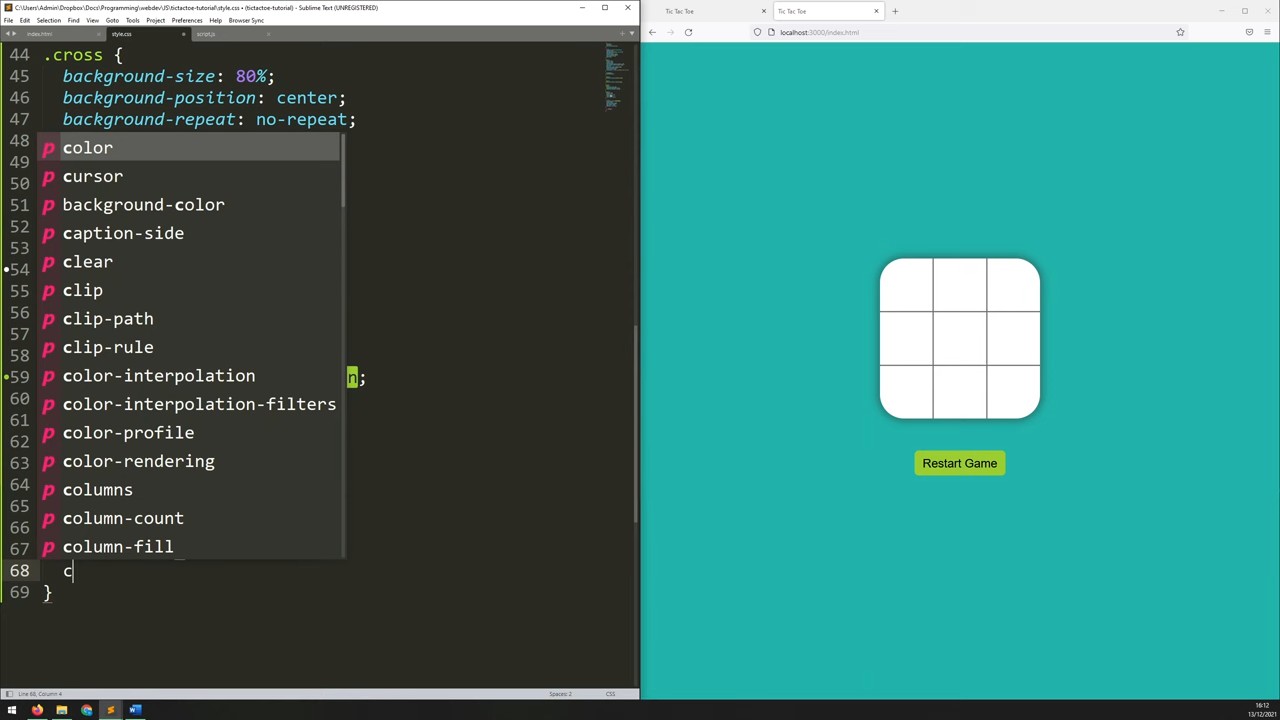 C:\Users\Admin\Dropbox\Docs\Programming\webdev\JS\tictactoe-tutorial\style.css • (tictactoe-tutorial) - Sublime Text (UNREGISTERED)
File Edit Selection Find View Goto Tools Project Preferences Help Browser Sync
index.html style.css script.js
44 .cross {
45 background-size: 80%;
46 background-position: center;
47 background-repeat: no-repeat;
48
49
50
51
52
53
54
55
56
57
58
59 n;
60
61
62
63
64
65
66
67
68 c
69 }
p color
p cursor
p background-color
p caption-side
p clear
p clip
p clip-path
p clip-rule
p color-interpolation
p color-interpolation-filters
p color-profile
p color-rendering
p columns
p column-count
p column-fill
Line 68, Column 4 Spaces: 2 CSS
Tic Tac Toe Tic Tac Toe
localhost:3000/index.html
Restart Game
16:12
13/12/2021